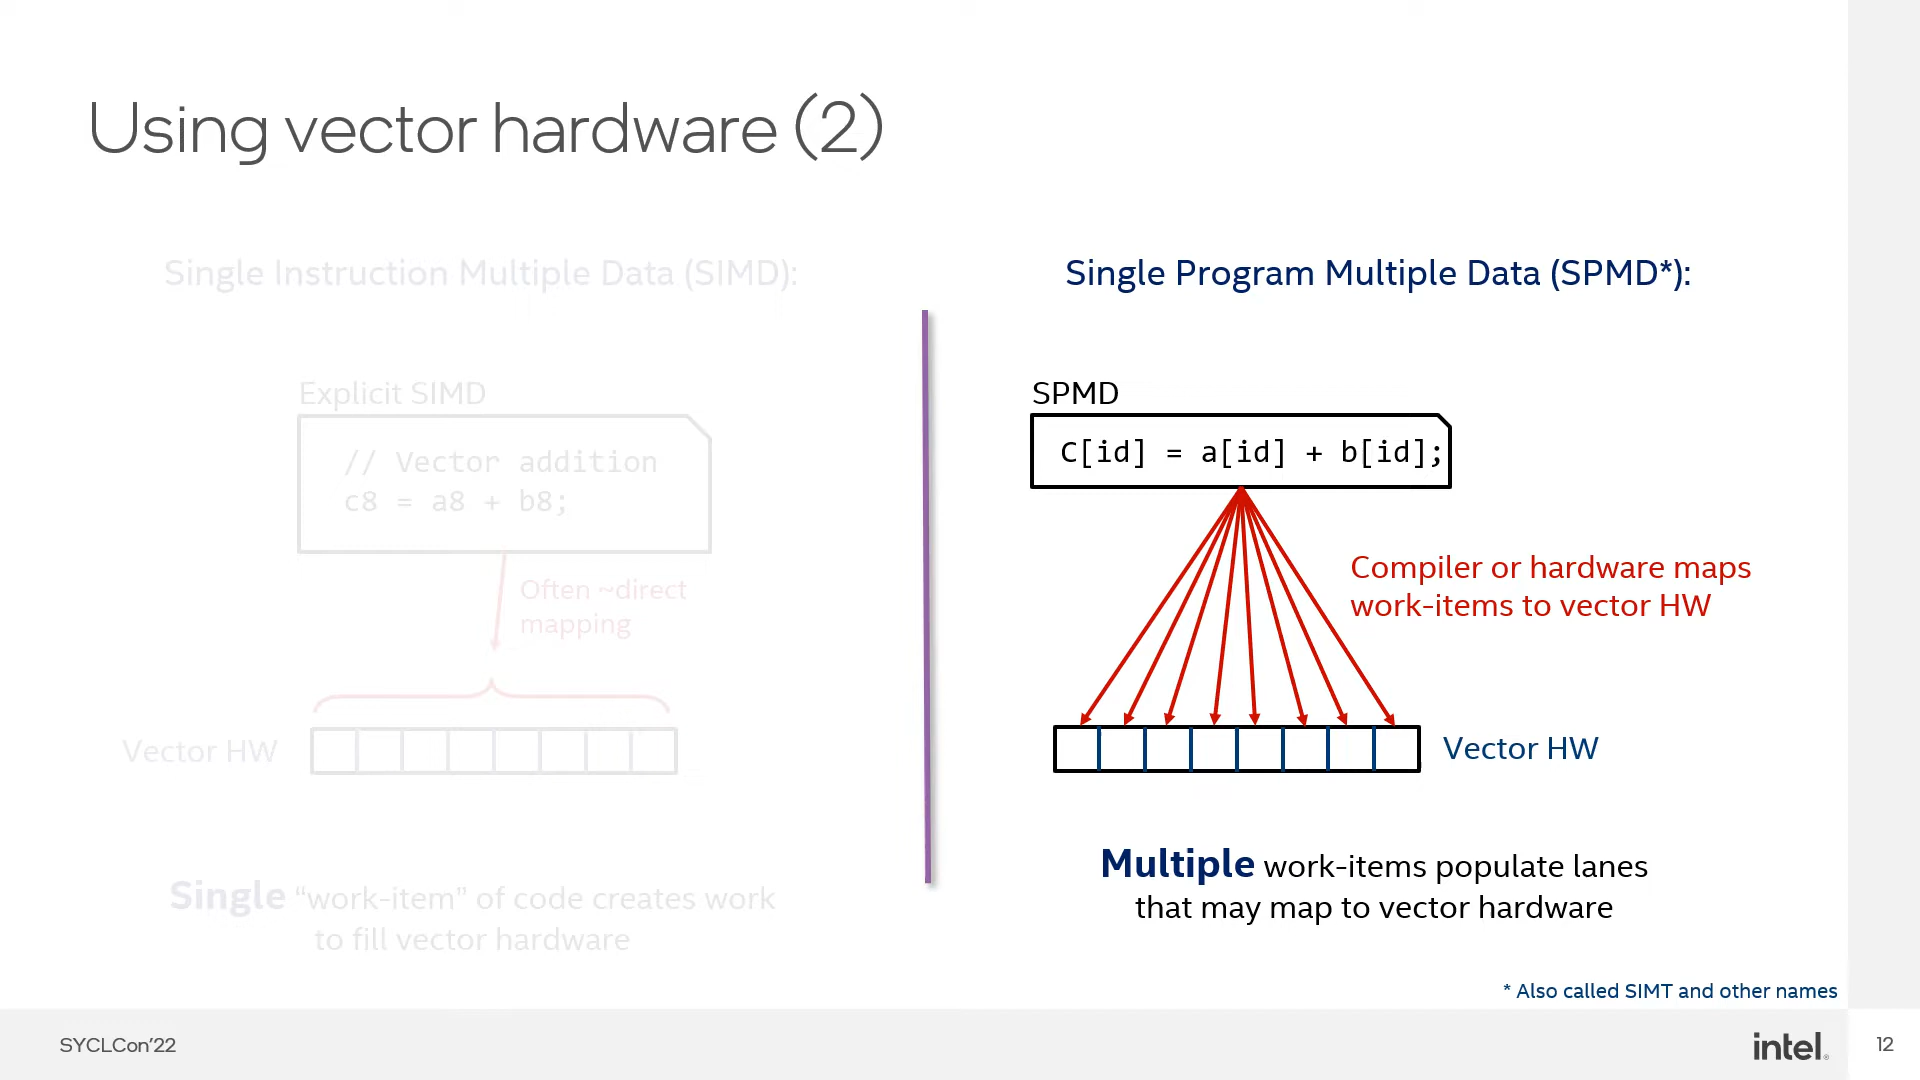 Using vector hardware (2)
Single Instruction Multiple Data (SIMD):
Explicit SIMD
// Vector addition
c8 = a8 + b8;
Often ~direct
mapping
Vector HW
Single “work-item” of code creates work
to fill vector hardware
Single Program Multiple Data (SPMD*):
SPMD
C[id] = a[id] + b[id];
Compiler or hardware maps
work-items to vector HW
Vector HW
Multiple work-items populate lanes
that may map to vector hardware
* Also called SIMT and other names
SYCLCon’22
intel®
12